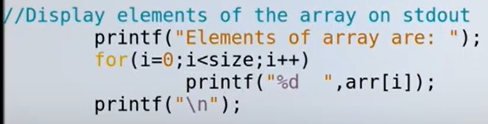 //Display elements of the array on stdout
printf("Elements of array are: ");
for(i=0;i<size;i++)
printf("%d  ",arr[i]);
printf("\n");